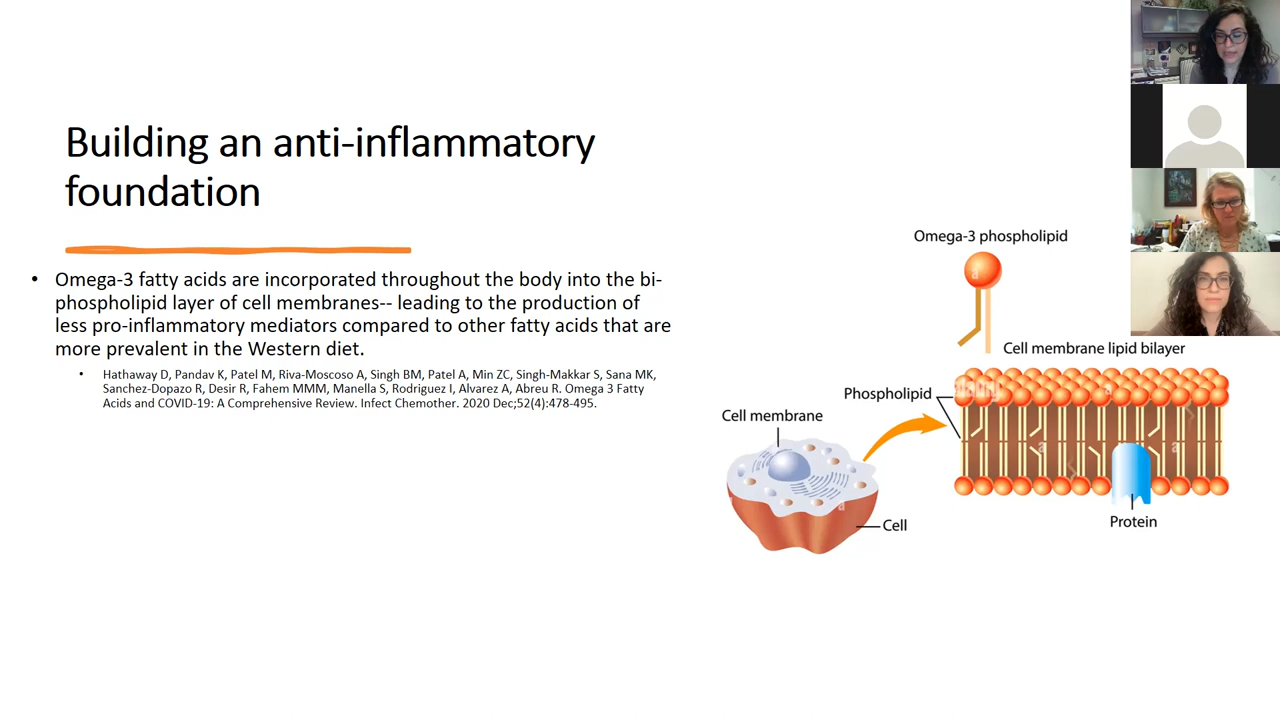 Building an anti-inflammatory
foundation
• Omega-3 fatty acids are incorporated throughout the body into the bi-
phospholipid layer of cell membranes-- leading to the production of
less pro-inflammatory mediators compared to other fatty acids that are
more prevalent in the Western diet.
• Hathaway D, Pandav K, Patel M, Riva-Moscoso A, Singh BM, Patel A, Min ZC, Singh-Makkar S, Sana MK,
Sanchez-Dopazo R, Desir R, Fahem MMM, Manella S, Rodriguez I, Alvarez A, Abreu R. Omega 3 Fatty
Acids and COVID-19: A Comprehensive Review. Infect Chemother. 2020 Dec;52(4):478-495.
Omega-3 phospholipid
Cell membrane lipid bilayer
Phospholipid
Cell membrane
Cell
Protein